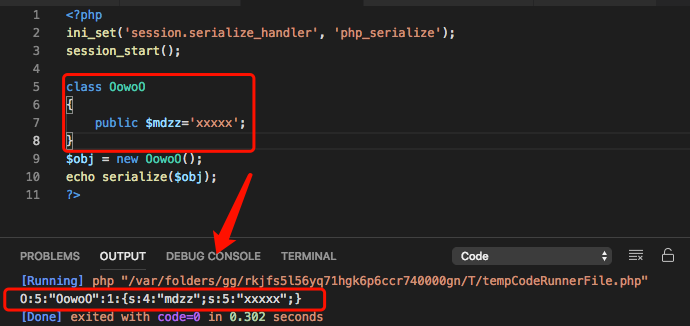 1 <?php
2 ini_set('session.serialize_handler', 'php_serialize');
3 session_start();
4
5 class OowoO
6 {
7 public $mdzz='xxxxx';
8 }
9 $obj = new OowoO();
10 echo serialize($obj);
11 ?>
PROBLEMS OUTPUT DEBUG CONSOLE TERMINAL Code
[Running] php "/var/folders/gg/rkjfs5l56yq71hgk6p6ccr740000gn/T/tempCodeRunnerFile.php"
O:5:"OowoO":1:{s:4:"mdzz";s:5:"xxxxx";}
[Done] exited with code=0 in 0.302 seconds